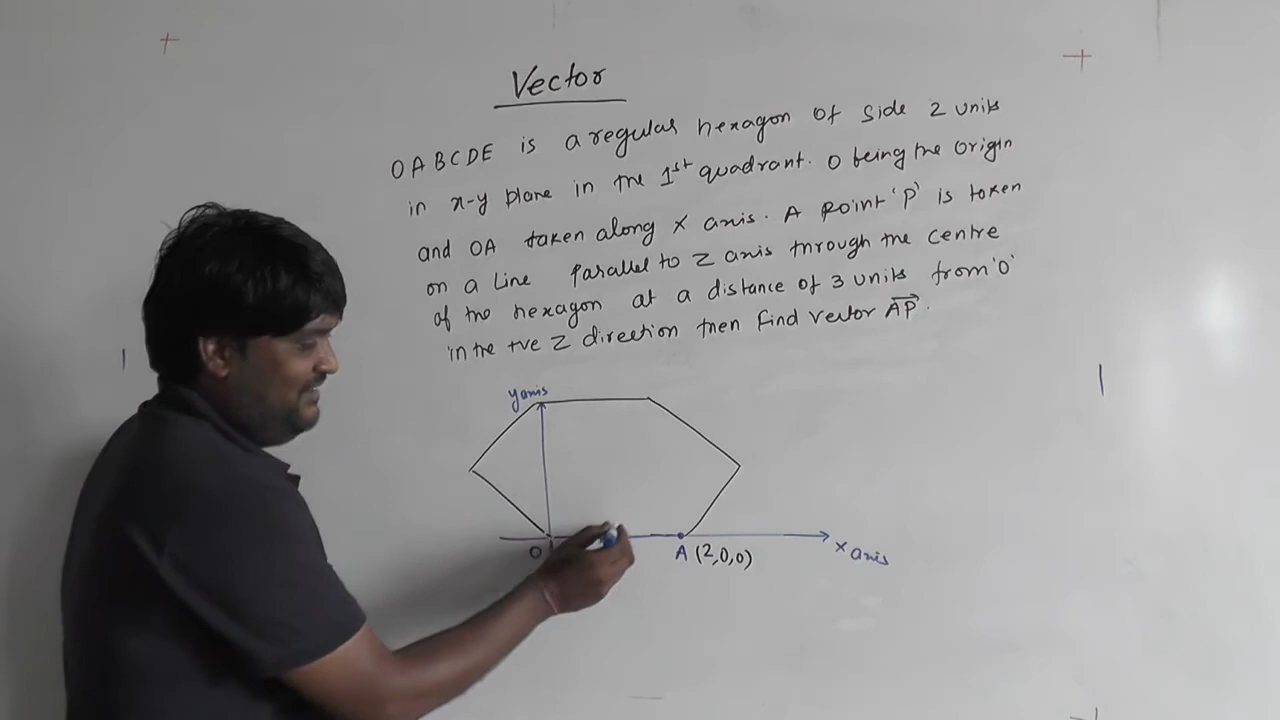 Vector
OABCDE is a regular hexagon of side 2 units
in x-y plane in the 1st quadrant. O being the origin
and OA taken along X axis. A point 'P' is taken
on a line parallel to Z axis through the centre
of the hexagon at a distance of 3 units from 'O'
in the +ve Z direction then find vector AP.
y axis
O
A (2,0,0)
x axis